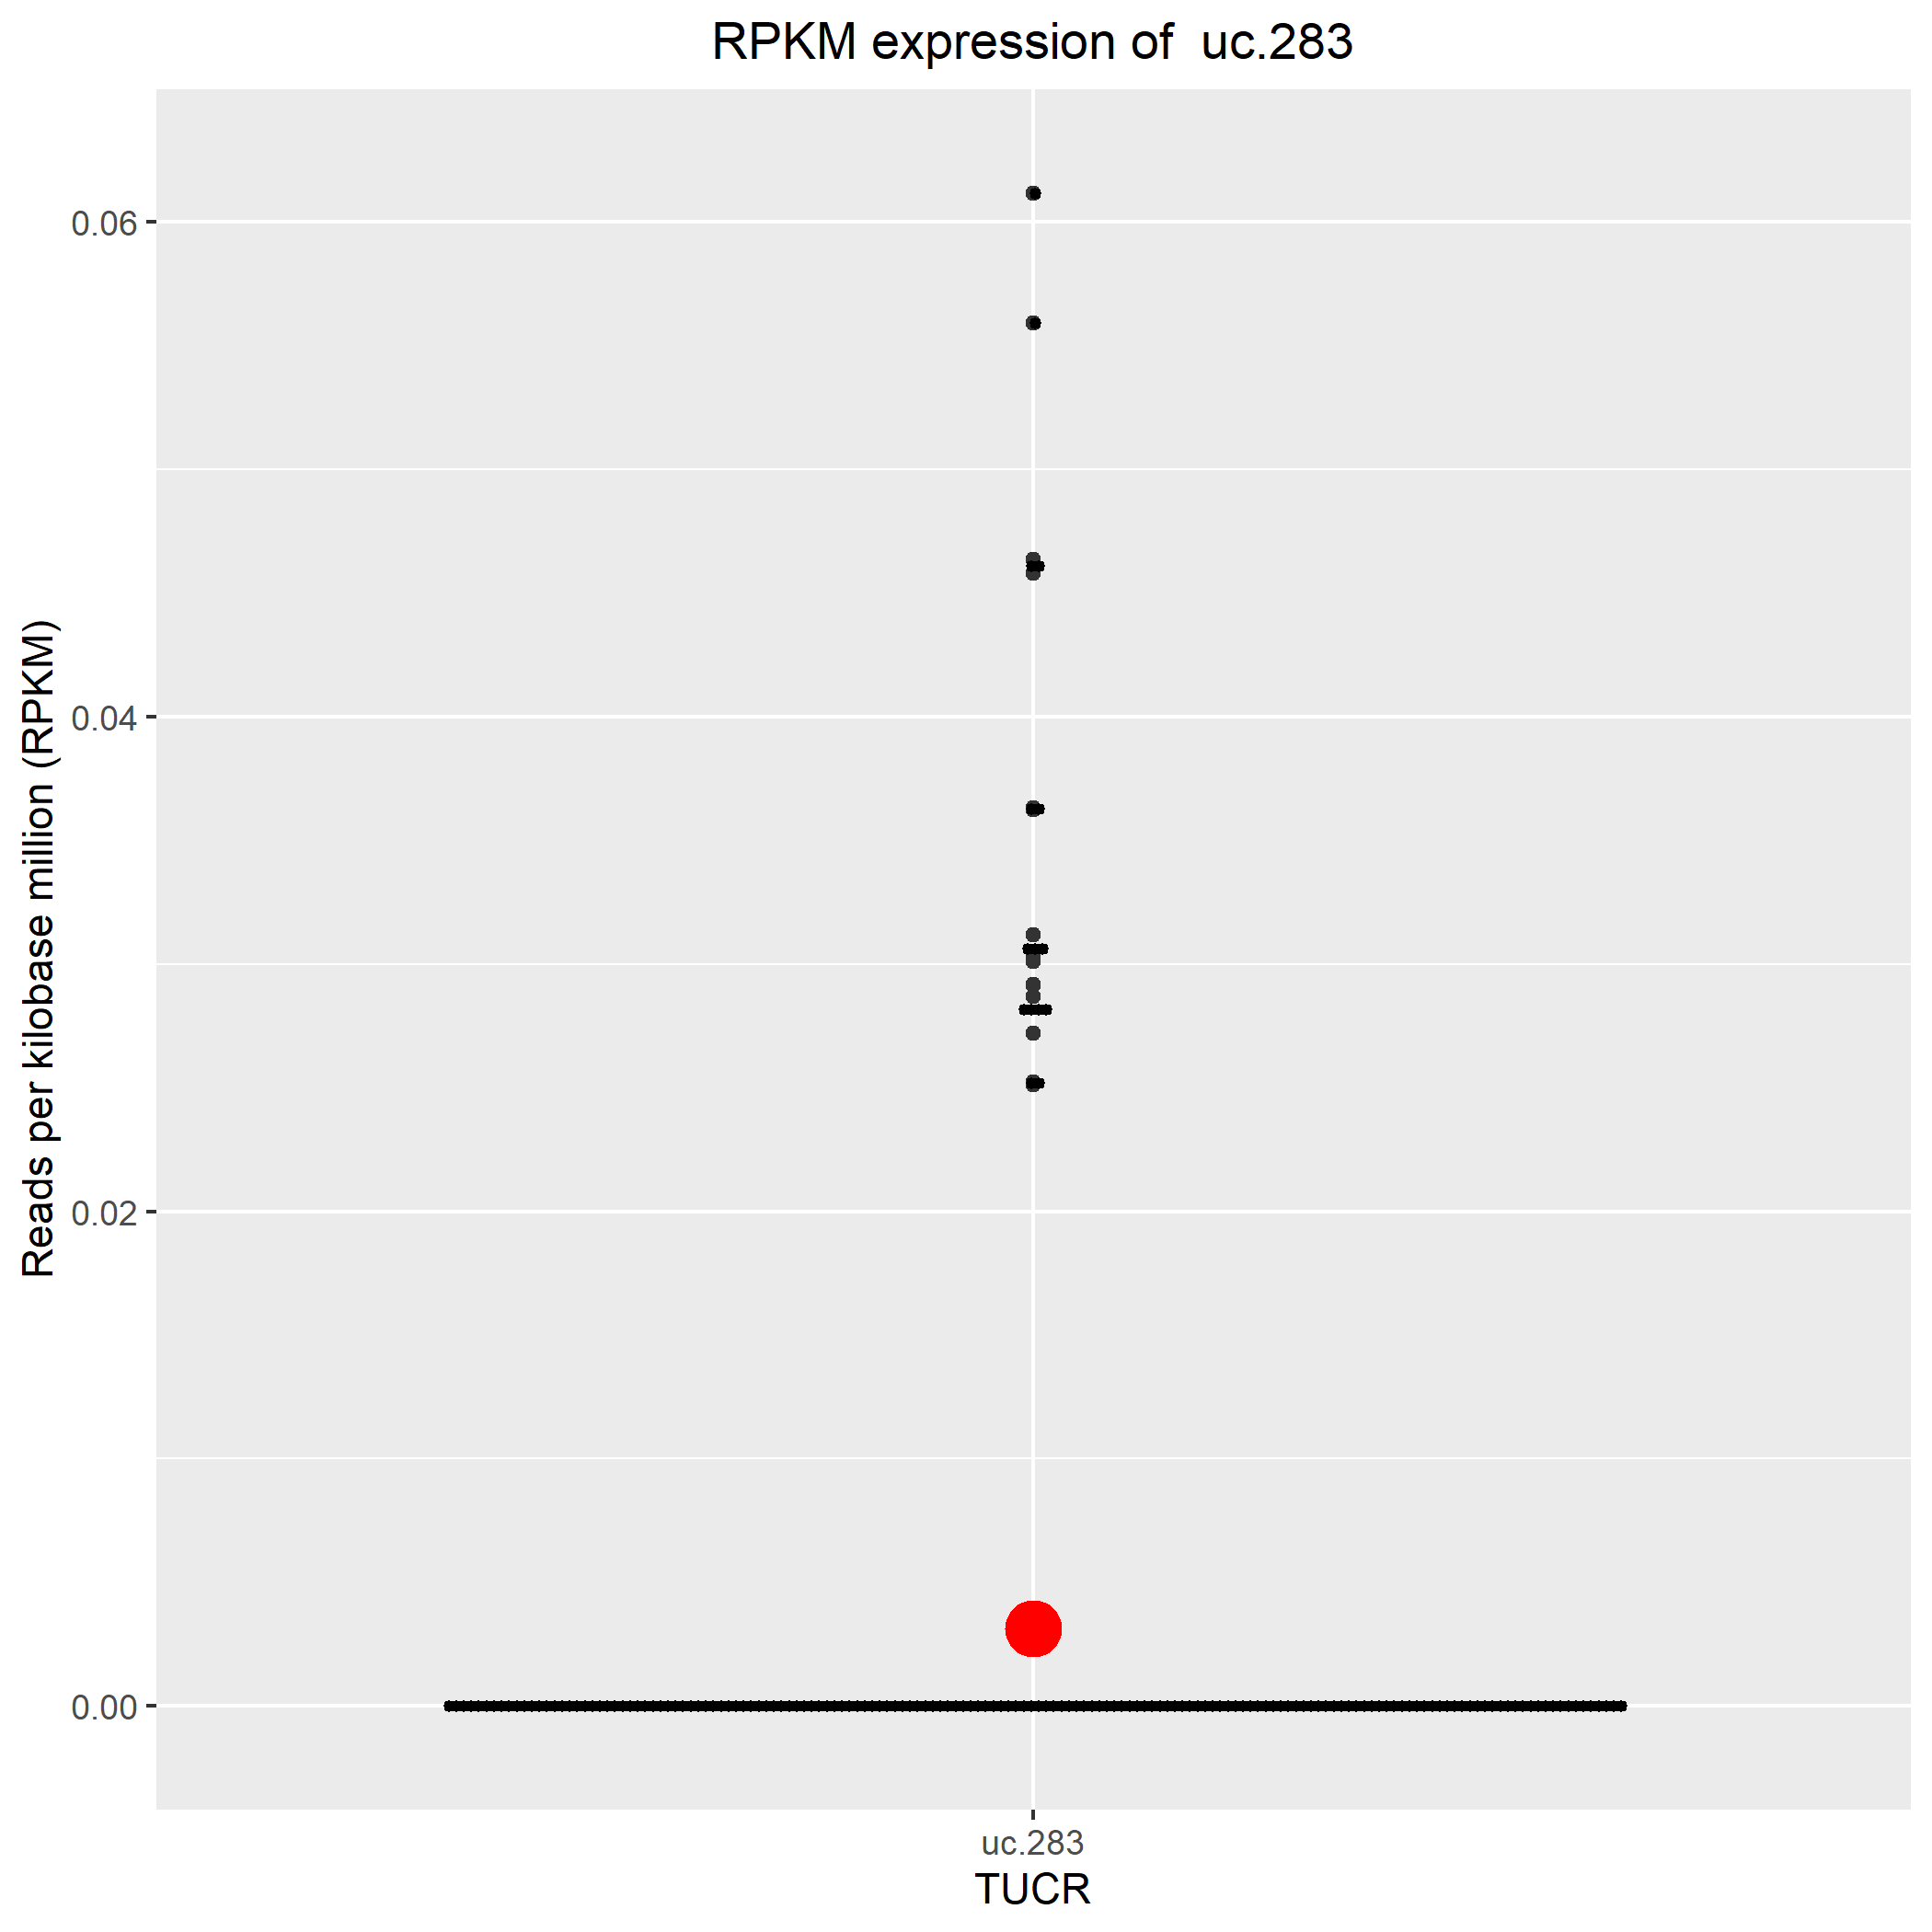 RPKM expression of  uc.283
Reads per kilobase million (RPKM)
0.06
0.04
0.02
0.00
uc.283
TUCR